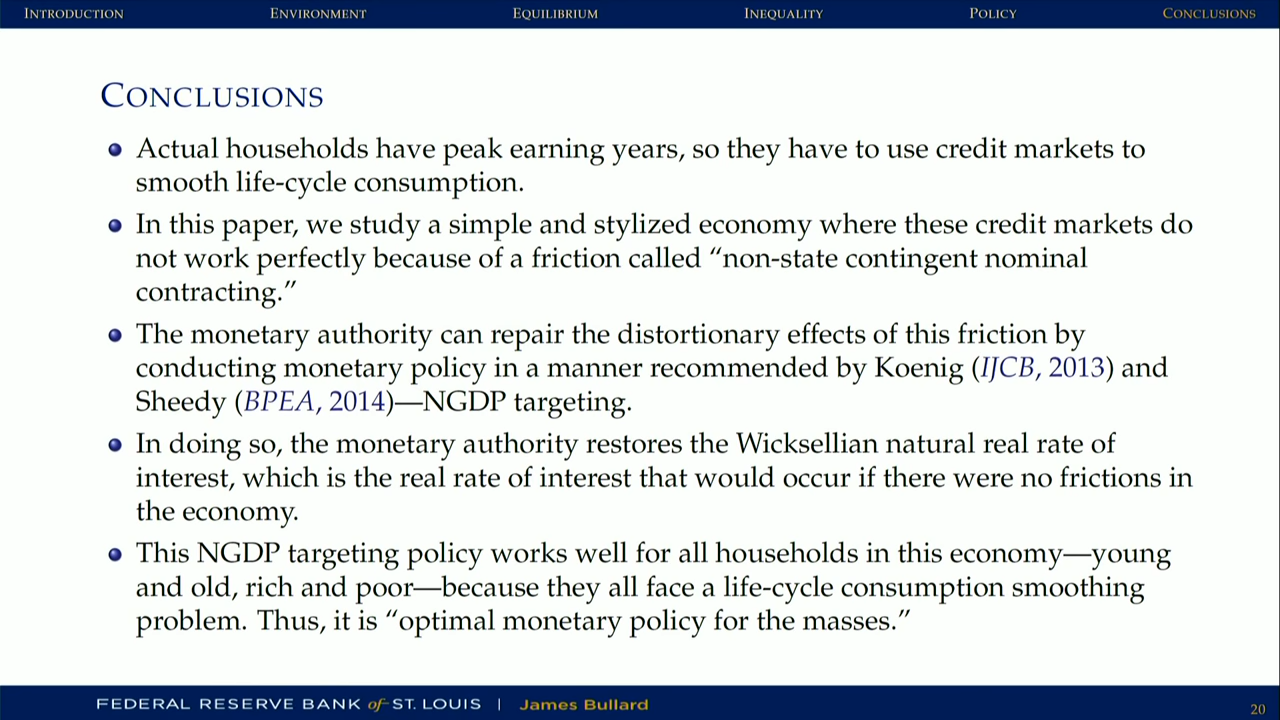 INTRODUCTION ENVIRONMENT EQUILIBRIUM INEQUALITY POLICY CONCLUSIONS
CONCLUSIONS
Actual households have peak earning years, so they have to use credit markets to
smooth life-cycle consumption.
In this paper, we study a simple and stylized economy where these credit markets do
not work perfectly because of a friction called “non-state contingent nominal
contracting.”
The monetary authority can repair the distortionary effects of this friction by
conducting monetary policy in a manner recommended by Koenig (IJCB, 2013) and
Sheedy (BPEA, 2014)—NGDP targeting.
In doing so, the monetary authority restores the Wicksellian natural real rate of
interest, which is the real rate of interest that would occur if there were no frictions in
the economy.
This NGDP targeting policy works well for all households in this economy—young
and old, rich and poor—because they all face a life-cycle consumption smoothing
problem. Thus, it is “optimal monetary policy for the masses.”
FEDERAL RESERVE BANK of ST. LOUIS | James Bullard
20